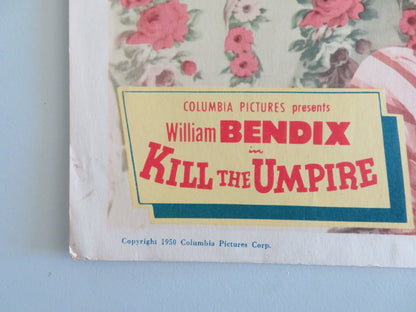 COLUMBIA PICTURES presents
William BENDIX
in
KILL THE UMPIRE
Copyright 1950 Columbia Pictures Corp.